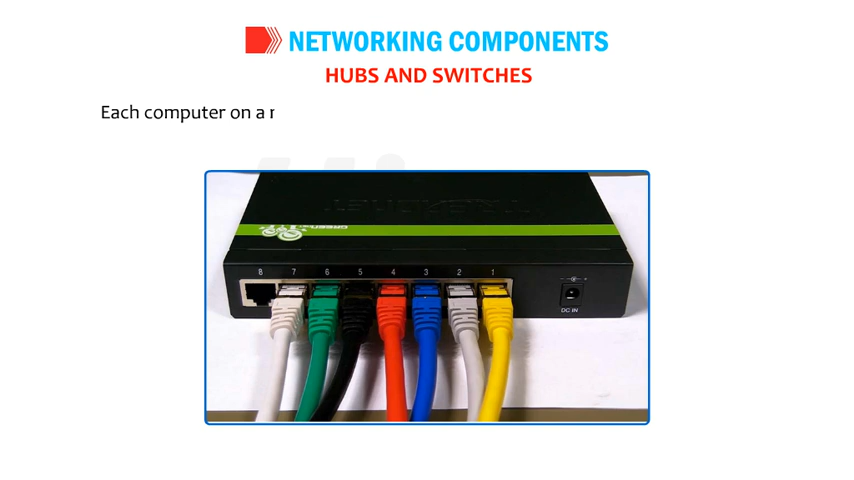 NETWORKING COMPONENTS
HUBS AND SWITCHES
Each computer on a
8 7 6 5 4 3 2 1
DC IN